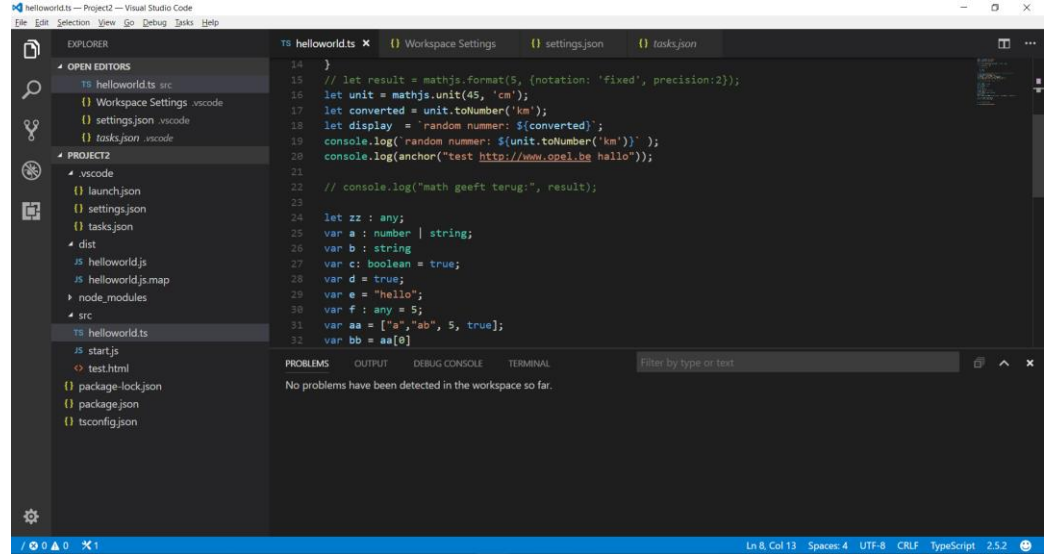 helloworld.ts — Project2 — Visual Studio Code
File Edit Selection View Go Debug Tasks Help
EXPLORER
OPEN EDITORS
TS helloworld.ts src
{} Workspace Settings .vscode
{} settings.json .vscode
{} tasks.json .vscode
PROJECT2
.vscode
{} launch.json
{} settings.json
{} tasks.json
dist
JS helloworld.js
JS helloworld.js.map
node_modules
src
TS helloworld.ts
JS start.js
<> test.html
{} package-lock.json
{} package.json
{} tsconfig.json
TS helloworld.ts × {} Workspace Settings {} settings.json {} tasks.json
14 }
15 // let result = mathjs.format(5, {notation: 'fixed', precision:2});
16 let unit = mathjs.unit(45, 'cm');
17 let converted = unit.toNumber('km');
18 let display  = `random nummer: ${converted}`;
19 console.log(`random nummer: ${unit.toNumber('km')}` );
20 console.log(anchor("test http://www.opel.be hallo"));
21
22 // console.log("math geeft terug:", result);
23
24 let zz : any;
25 var a : number | string;
26 var b : string
27 var c: boolean = true;
28 var d = true;
29 var e = "hello";
30 var f : any = 5;
31 var aa = ["a","ab", 5, true];
32 var bb = aa[0]
PROBLEMS OUTPUT DEBUG CONSOLE TERMINAL Filter by type or text
No problems have been detected in the workspace so far.
/ 0 0 1 Ln 8, Col 13 Spaces: 4 UTF-8 CRLF TypeScript 2.5.2